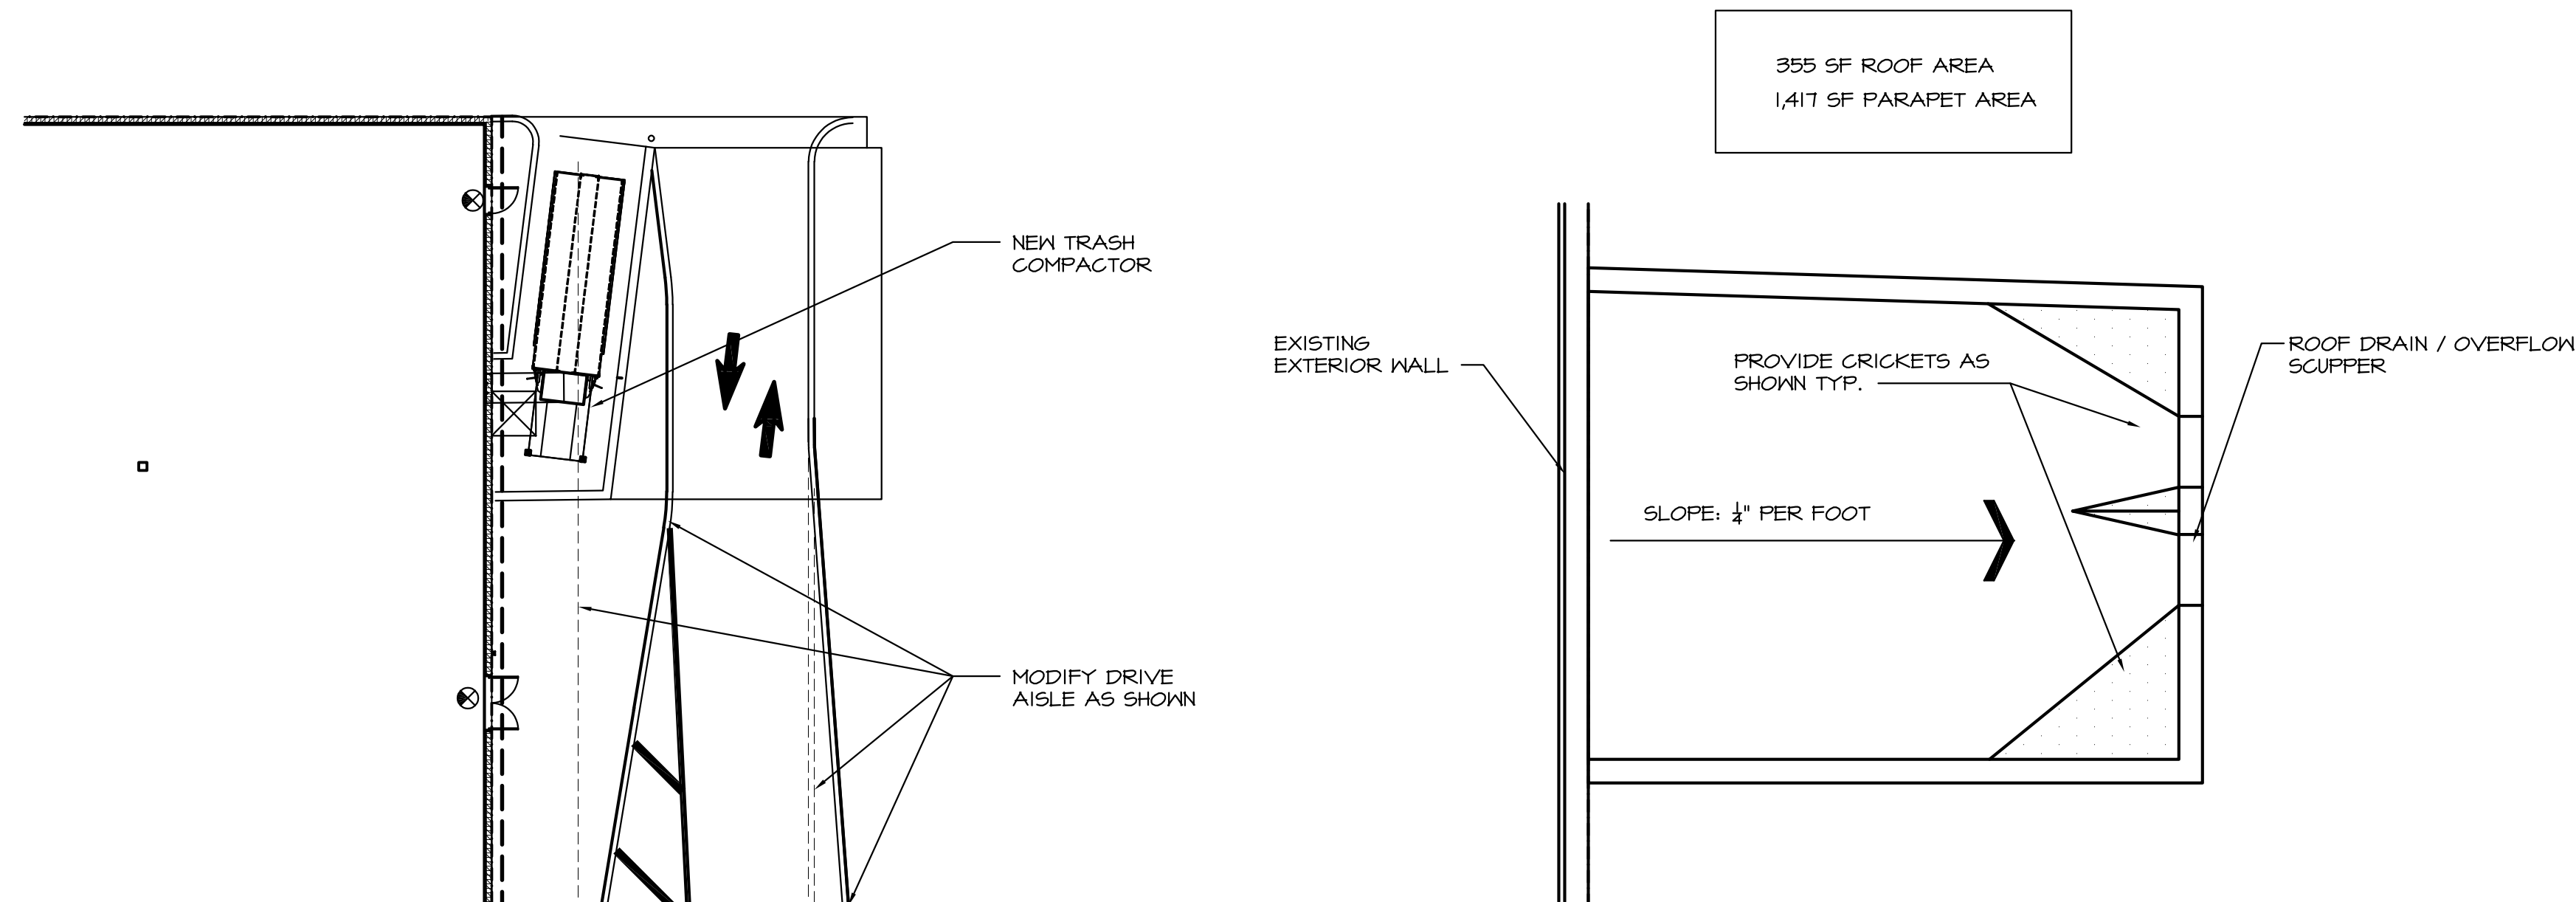 355 SF ROOF AREA
1,417 SF PARAPET AREA
NEW TRASH
COMPACTOR
EXISTING
EXTERIOR WALL
PROVIDE CRICKETS AS
SHOWN TYP.
ROOF DRAIN / OVERFLOW
SCUPPER
SLOPE: ¼" PER FOOT
MODIFY DRIVE
AISLE AS SHOWN